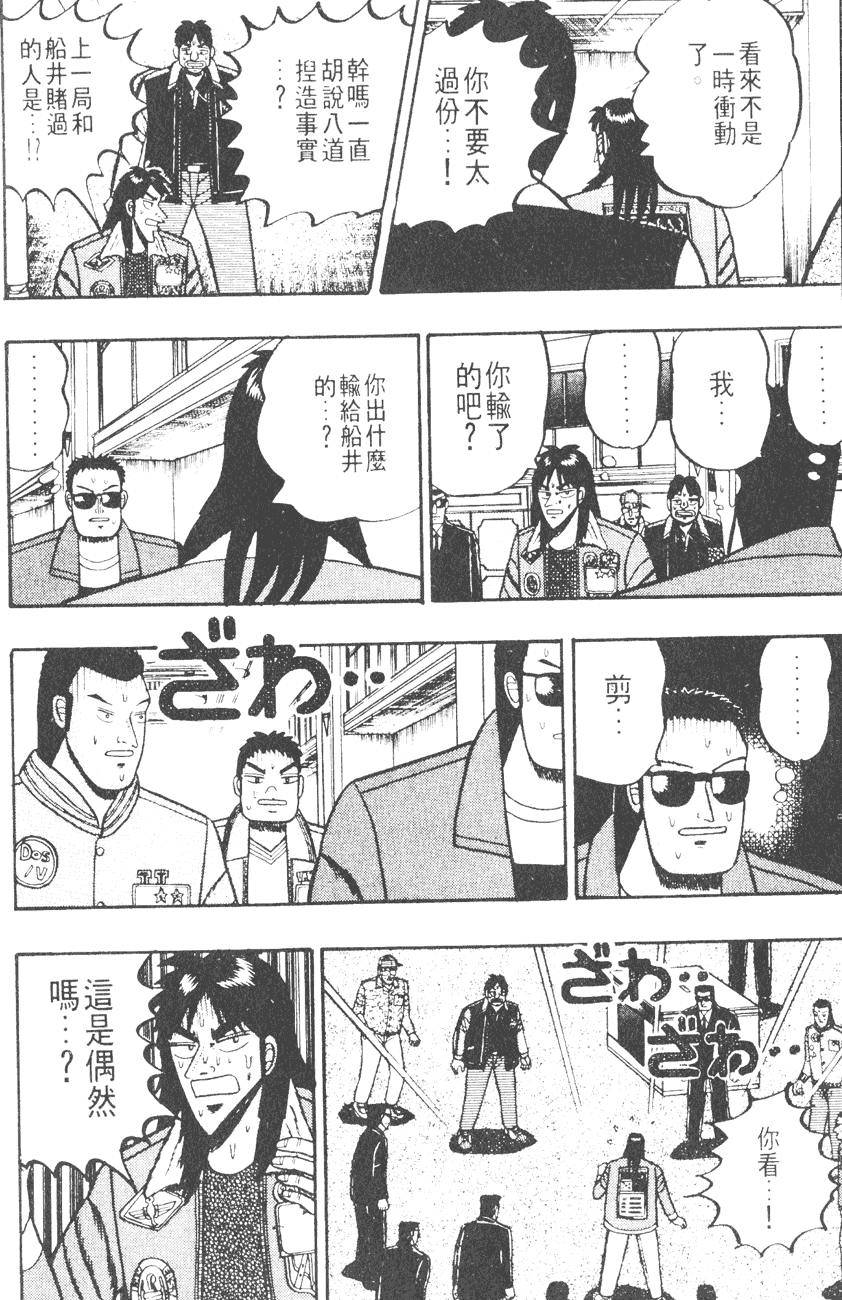 看來不是
一時衝動
了。
你不要太
過份…！
幹嗎一直
胡說八道
揑造事實
…？
上一局和
船井賭過
的人是…!?
……
我…
……
你輸了
的吧？
你出什麼
輸給船井
的…？
……
……
剪…
ざわ‥
Dos
/V
ざわ‥
ざわ‥
你看…！
這是偶然
嗎…？